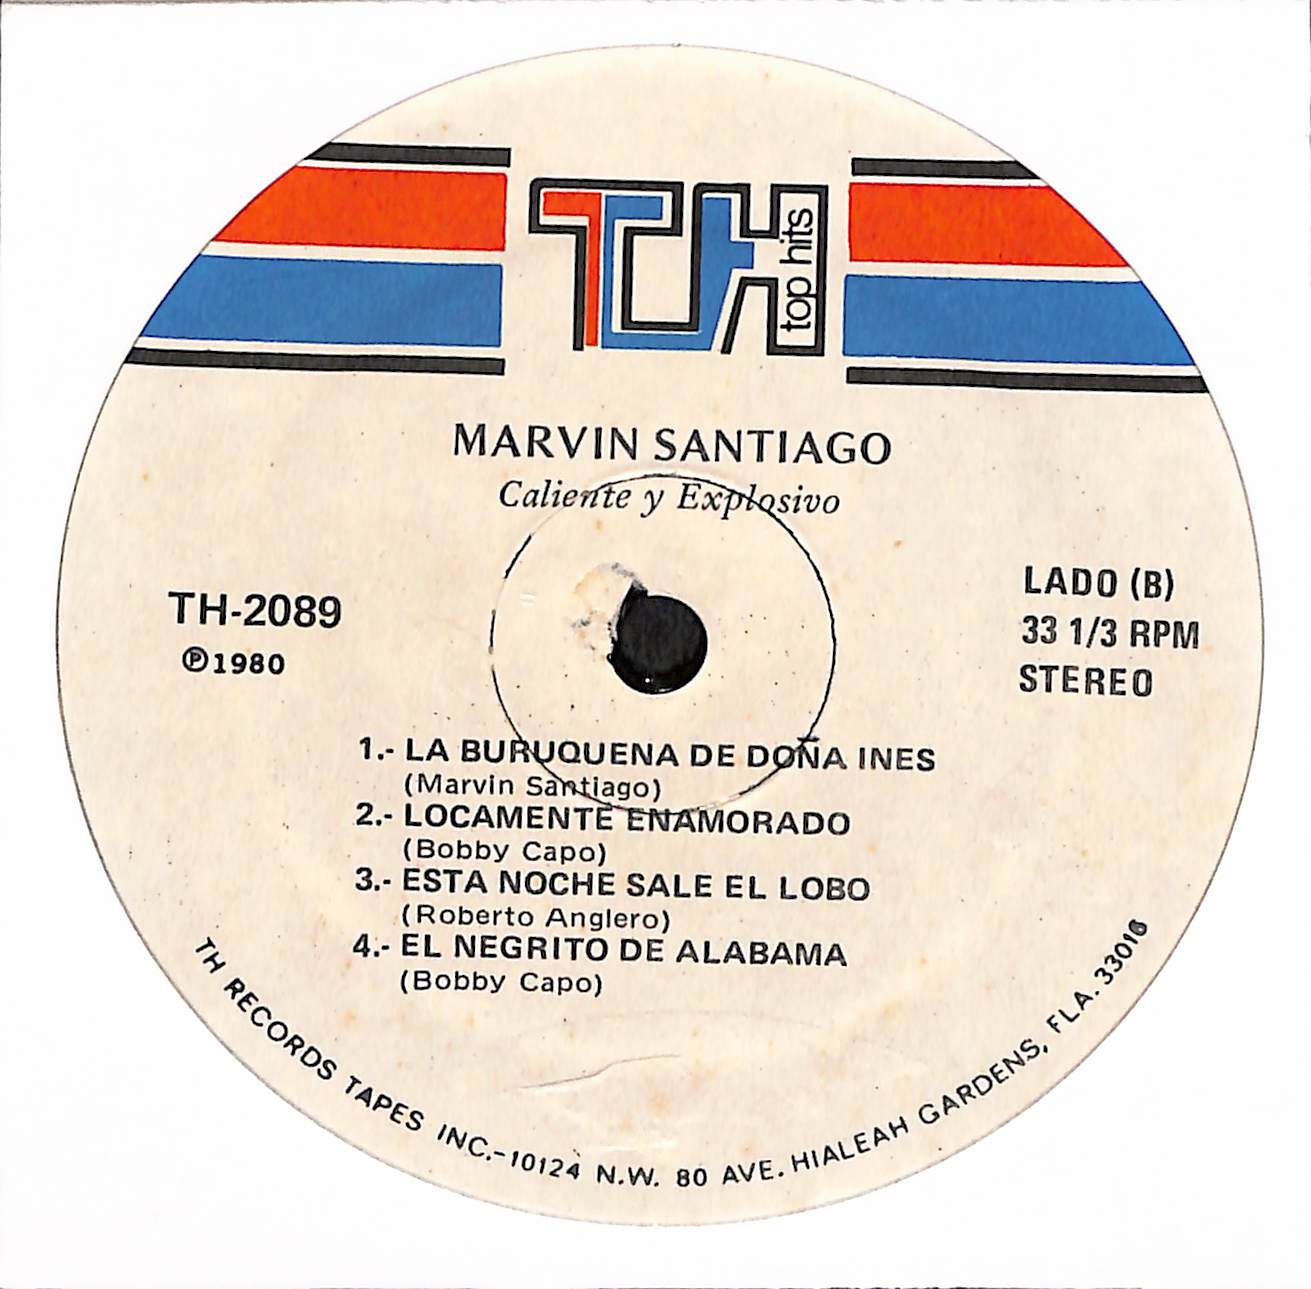 TH
top hits
MARVIN SANTIAGO
Caliente y Explosivo
TH-2089
℗1980
LADO (B)
33 1/3 RPM
STEREO
1.- LA BURUQUENA DE DOÑA INES
(Marvin Santiago)
2.- LOCAMENTE ENAMORADO
(Bobby Capo)
3.- ESTA NOCHE SALE EL LOBO
(Roberto Anglero)
4.- EL NEGRITO DE ALABAMA
(Bobby Capo)
TH RECORDS TAPES INC.-10124 N.W. 80 AVE. HIALEAH GARDENS, FLA. 33016